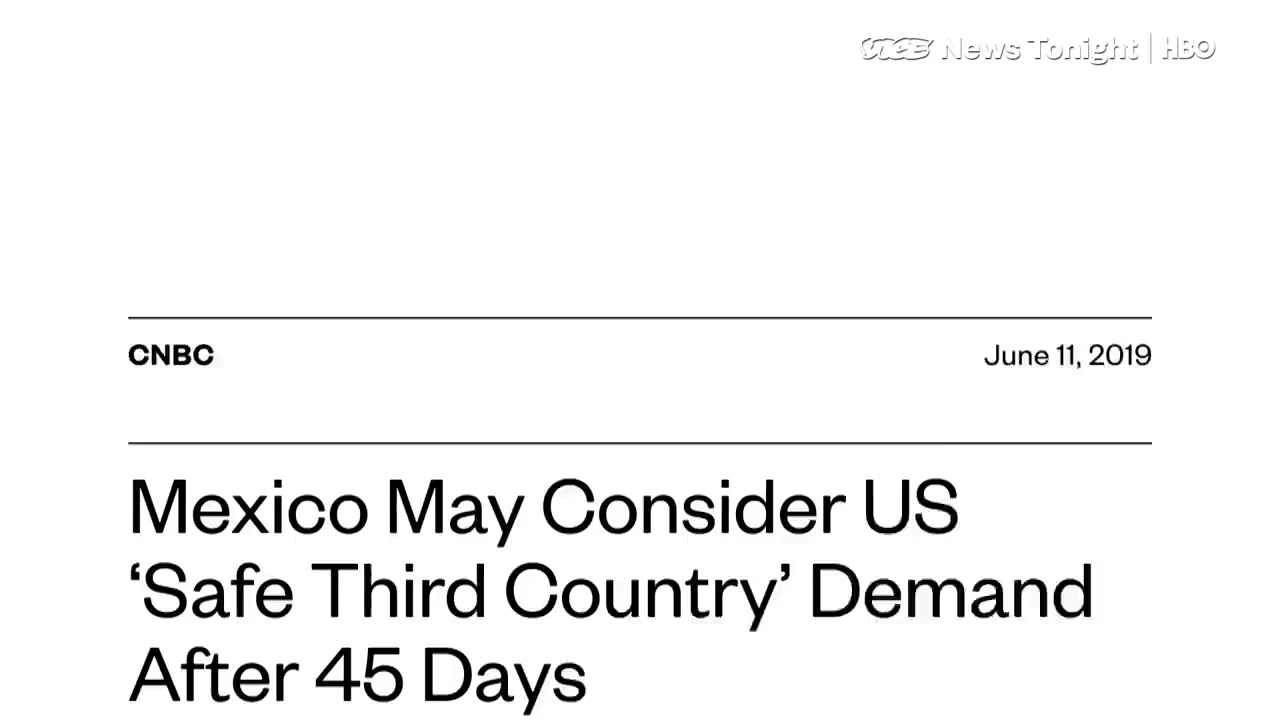 VICE News Tonight | HBO
CNBC
June 11, 2019
Mexico May Consider US
‘Safe Third Country’ Demand
After 45 Days